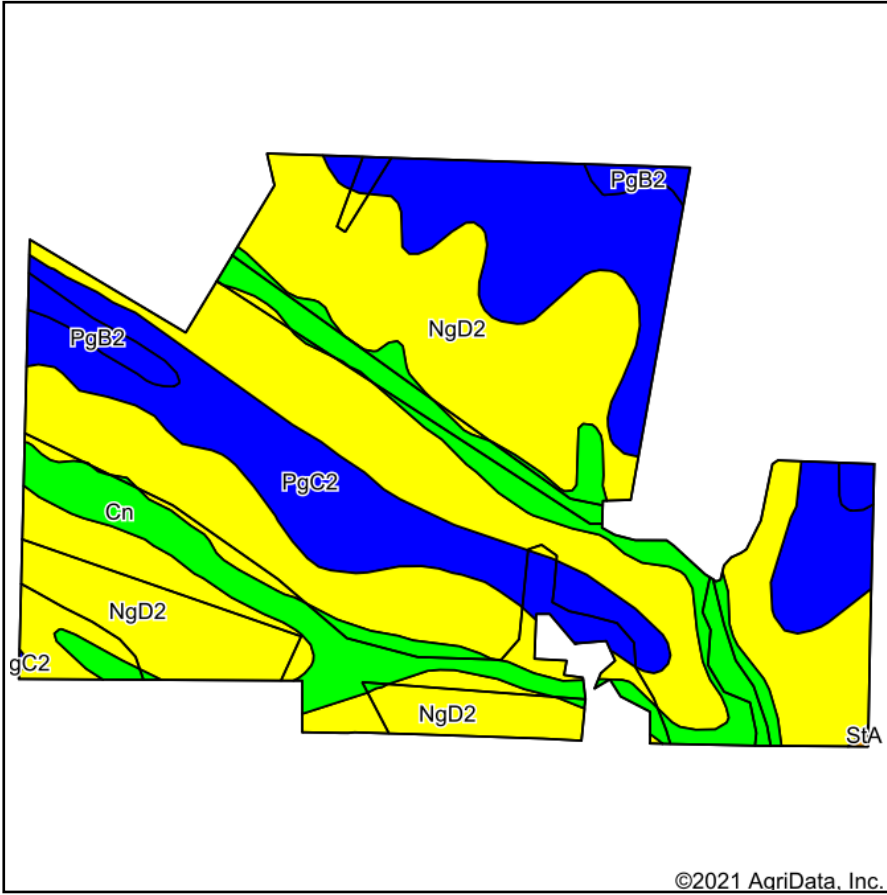 PgB2
NgD2
PgB2
PgC2
Cn
NgD2
gC2
NgD2
StA
©2021 AgriData, Inc.